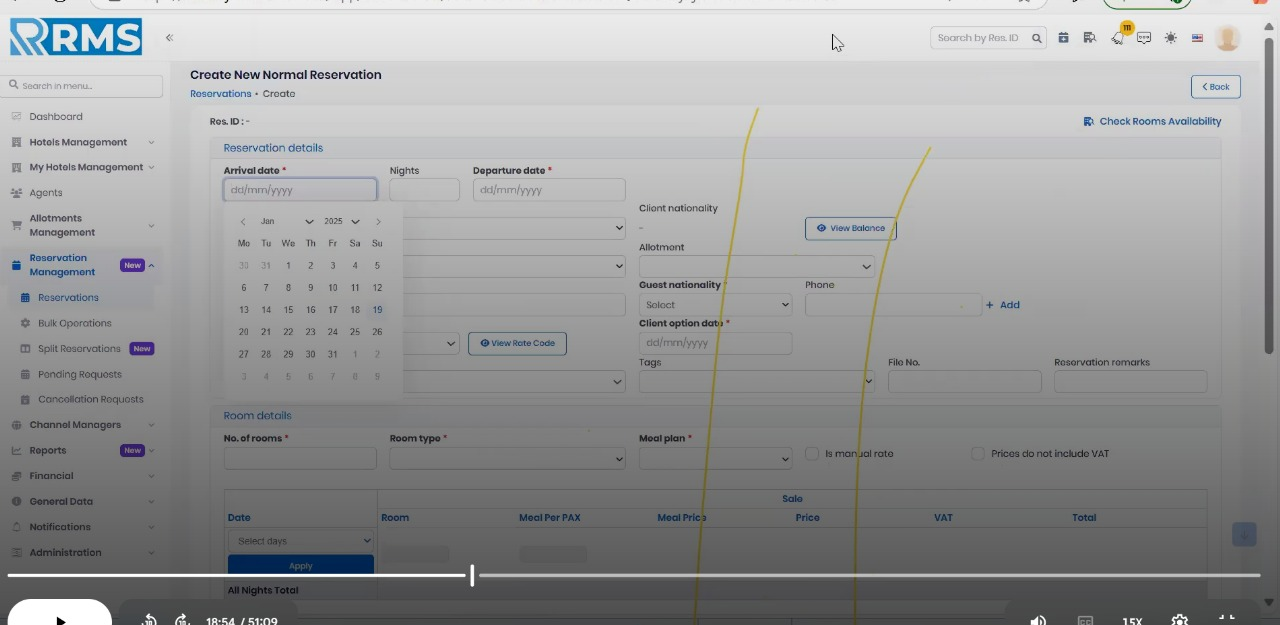 RRMS
Search by Res. ID
111
Create New Normal Reservation
Reservations • Create
Back
Search in menu...
Res. ID : -
Check Rooms Availability
Dashboard
Hotels Management
My Hotels Management
Agents
Allotments Management
Reservation Management New
Reservations
Bulk Operations
Split Reservations New
Pending Requests
Cancellation Requests
Channel Managers
Reports New
Financial
General Data
Notifications
Administration
Reservation details
Arrival date * Nights Departure date *
dd/mm/yyyy dd/mm/yyyy
Jan 2025
Mo Tu We Th Fr Sa Su
30 31 1 2 3 4 5
6 7 8 9 10 11 12
13 14 15 16 17 18 19
20 21 22 23 24 25 26
27 28 29 30 31 1 2
3 4 5 6 7 8 9
Client nationality
-
View Balance
Allotment
Guest nationality Phone
Select + Add
Client option date *
View Rate Code dd/mm/yyyy
Tags File No. Reservation remarks
Room details
No. of rooms * Room type * Meal plan *
Is manual rate Prices do not include VAT
Sale
Date Room Meal Per PAX Meal Price Price VAT Total
Select days
Apply
All Nights Total
10 10 18:54 / 51:09 CC 1.5X